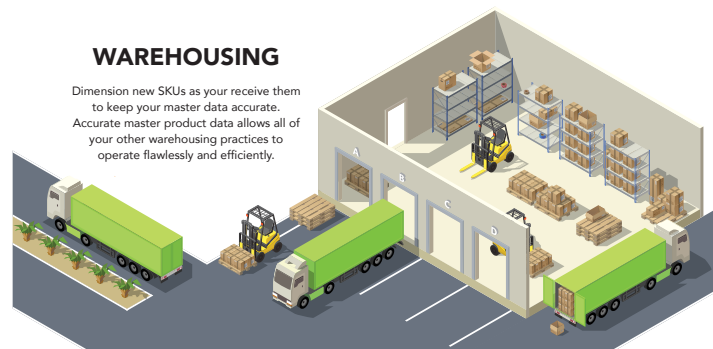 WAREHOUSING
Dimension new SKUs as your receive them
to keep your master data accurate.
Accurate master product data allows all of
your other warehousing practices to
operate flawlessly and efficiently.
A
B
C
D